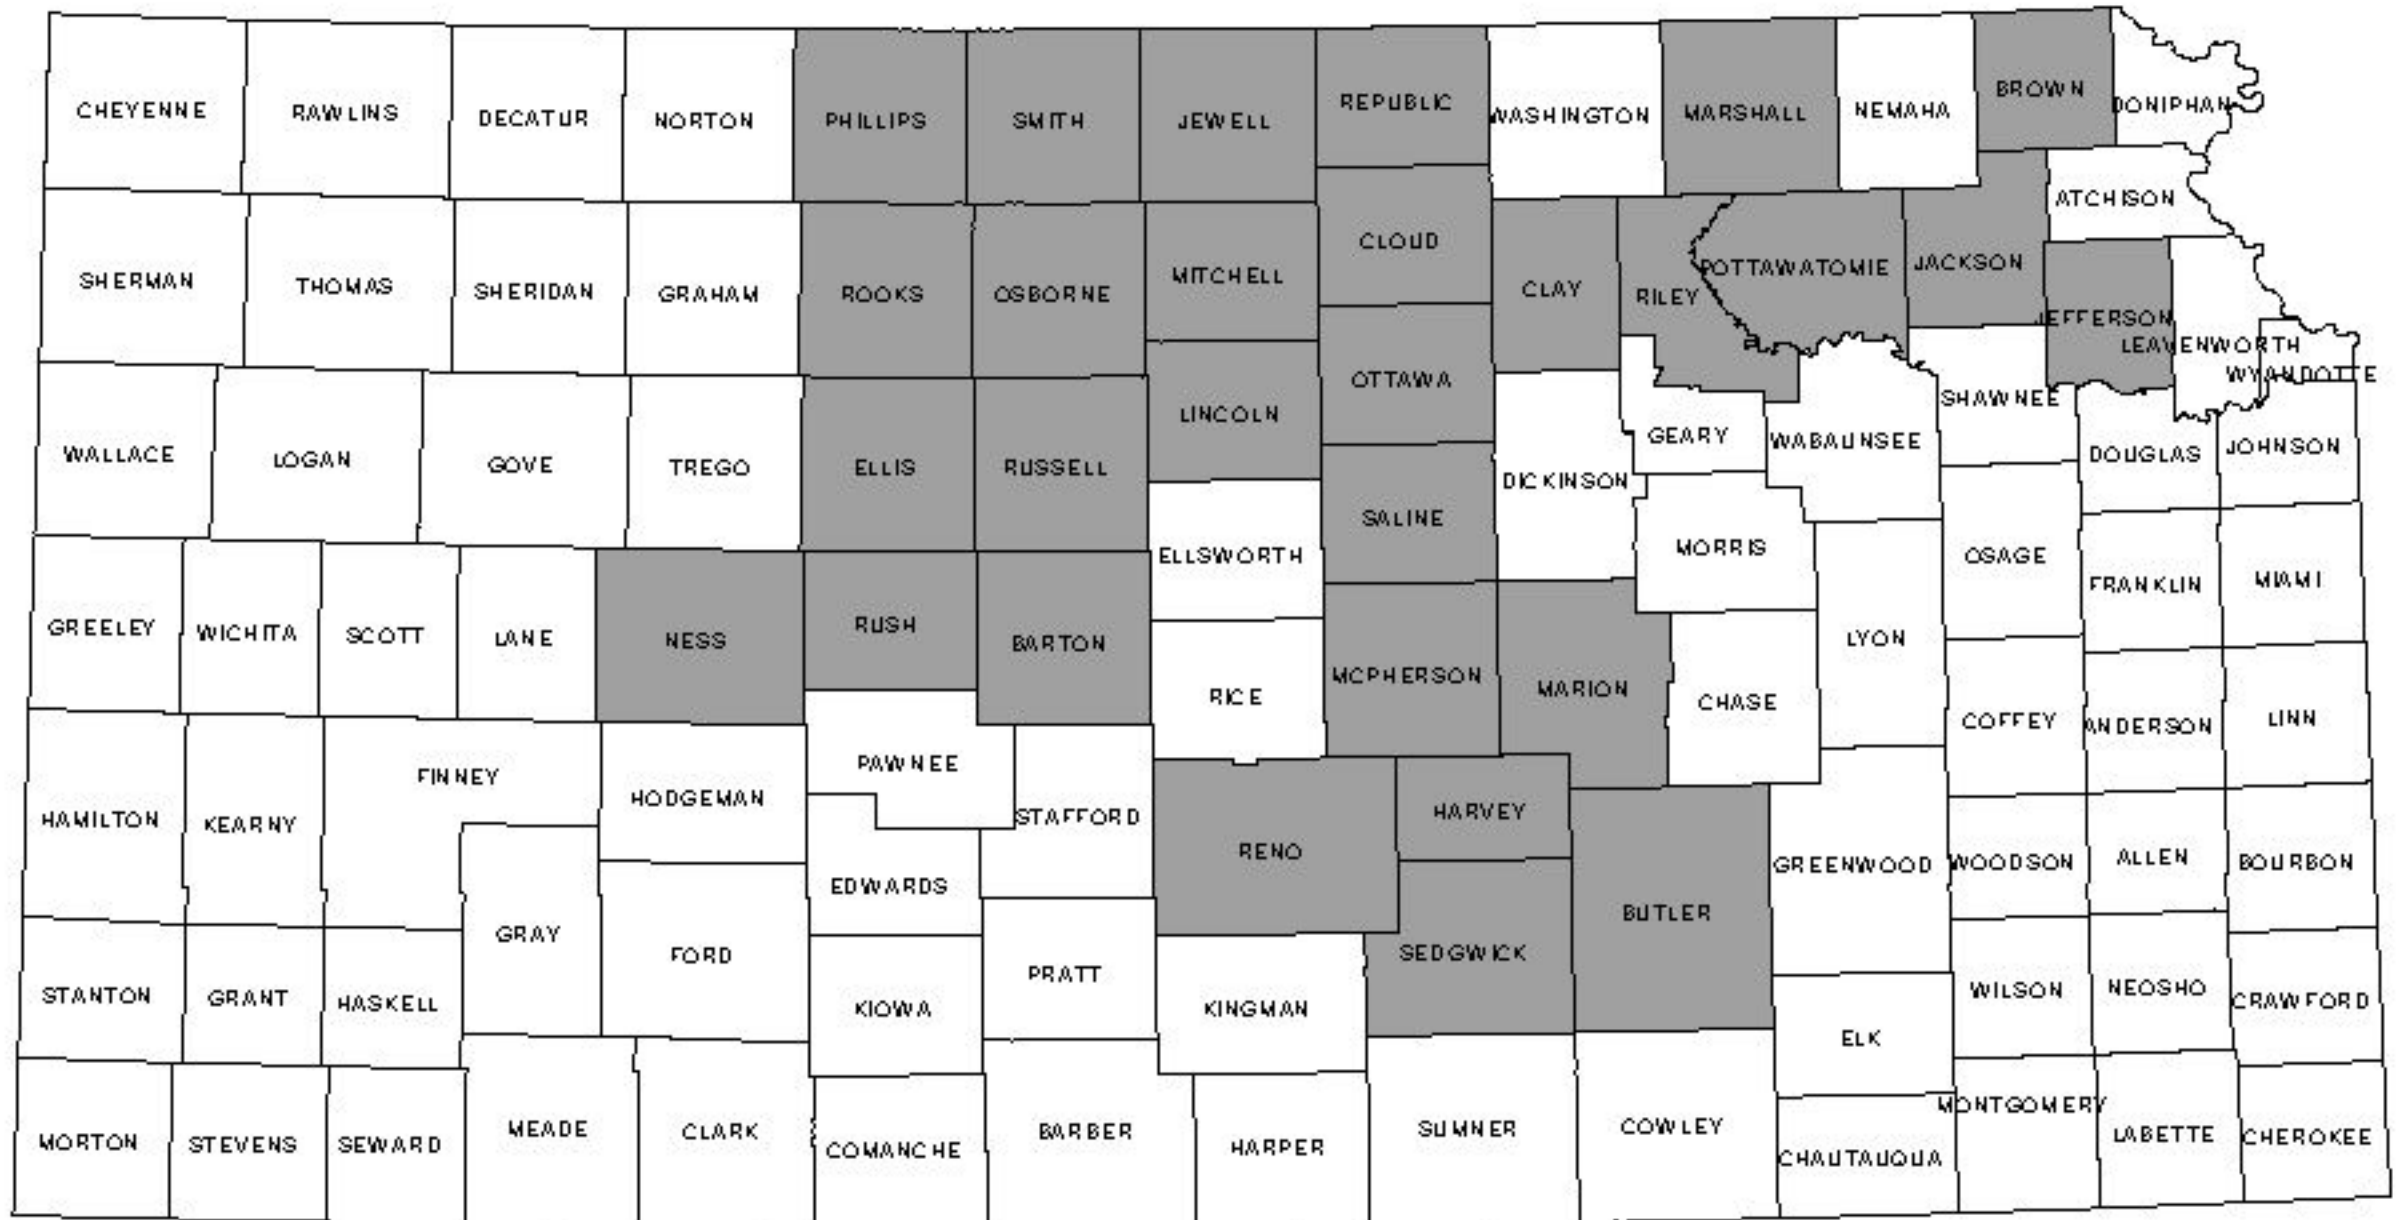 CHEYENNE
RAWLINS
DECATUR
NORTON
PHILLIPS
SMITH
JEWELL
REPUBLIC
WASHINGTON
MARSHALL
NEMAHA
BROWN
DONIPHAN
ATCHISON
SHERMAN
THOMAS
SHERIDAN
GRAHAM
ROOKS
OSBORNE
MITCHELL
CLOUD
CLAY
RILEY
POTTAWATOMIE
JACKSON
JEFFERSON
LEAVENWORTH
WYANDOTTE
WALLACE
LOGAN
GOVE
TREGO
ELLIS
RUSSELL
LINCOLN
OTTAWA
SALINE
DICKINSON
GEARY
WABAUNSEE
SHAWNEE
DOUGLAS
JOHNSON
GREELEY
WICHITA
SCOTT
LANE
NESS
RUSH
BARTON
ELLSWORTH
RICE
MCPHERSON
MARION
MORRIS
CHASE
LYON
OSAGE
FRANKLIN
MIAMI
COFFEY
ANDERSON
LINN
HAMILTON
KEARNY
FINNEY
HODGEMAN
PAWNEE
STAFFORD
EDWARDS
RENO
HARVEY
SEDGWICK
BUTLER
GREENWOOD
WOODSON
ALLEN
BOURBON
STANTON
GRANT
HASKELL
GRAY
FORD
KIOWA
PRATT
KINGMAN
ELK
WILSON
NEOSHO
CRAWFORD
MORTON
STEVENS
SEWARD
MEADE
CLARK
COMANCHE
BARBER
HARPER
SUMNER
COWLEY
CHAUTAUQUA
MONTGOMERY
LABETTE
CHEROKEE